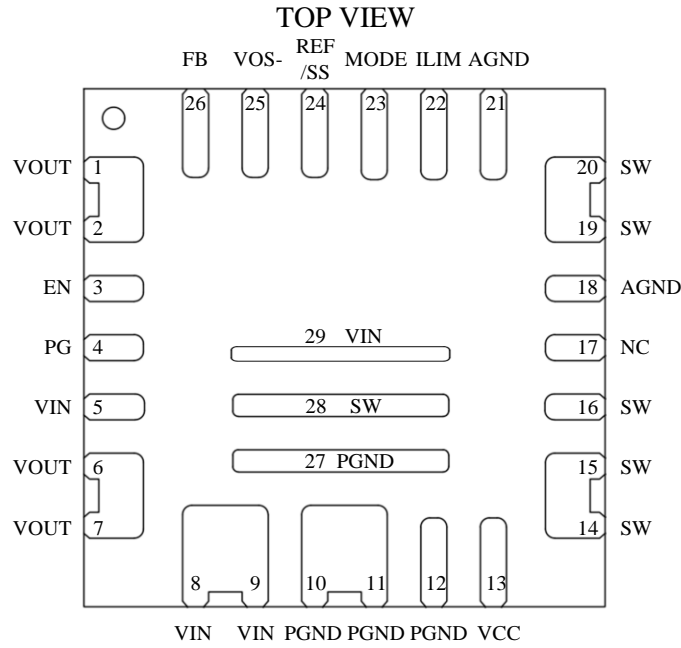 TOP VIEW
FB VOS- REF /SS MODE ILIM AGND
26 25 24 23 22 21
VOUT 1 20 SW
VOUT 2 19 SW
EN 3 18 AGND
29 VIN
PG 4 17 NC
VIN 5 28 SW 16 SW
27 PGND
VOUT 6 15 SW
VOUT 7 14 SW
8 9 10 11 12 13
VIN VIN PGND PGND PGND VCC